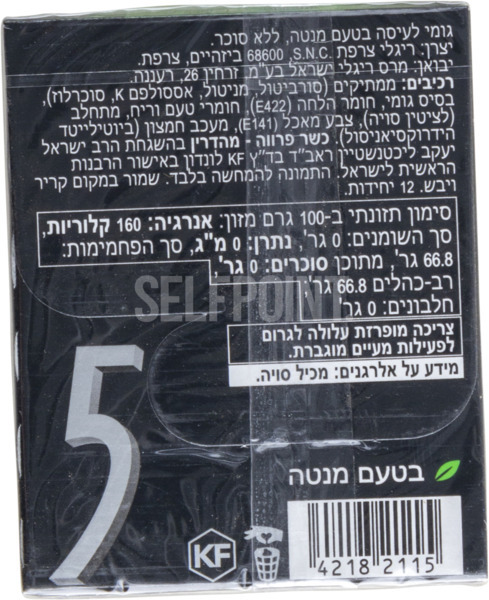 גומי לעיסה בטעם מנטה, ללא סוכר.
יצרן: ריגלי צרפת .S.N.C, 68600 ביזהיים, צרפת.
יבואן: מרס ריגלי ישראל בע"מ, זרחין 26, רעננה.
רכיבים: ממתיקים (סורביטול, מניטול, אססולפם K, סוכרלוז),
בסיס גומי, חומר הלחה (E422), חומרי טעם וריח, מתחלב
(לציטין סויה), צבע מאכל (E141), מעכב חמצון (ביוטילייטד
הידרוקסיאניסול). כשר פרווה - מהדרין בהשגחת הרב ישראל
יעקב ליכטנשטיין ראב"ד בד"ץ KF לונדון באישור הרבנות
הראשית לישראל. התמונה להמחשה בלבד. שמור במקום קריר
ויבש. 12 יחידות.
סימון תזונתי ב-100 גרם מזון: אנרגיה: 160 קלוריות,
סך השומנים: 0 גר', נתרן: 0 מ"ג, סך הפחמימות:
66.8 גר', מתוכן סוכרים: 0 גר',
רב-כהלים 66.8 גר',
חלבונים: 0 גר'
SELFPOINT
צריכה מופרזת עלולה לגרום
לפעילות מעיים מוגברת.
מידע על אלרגנים: מכיל סויה.
5
בטעם מנטה
KF
4218 2115